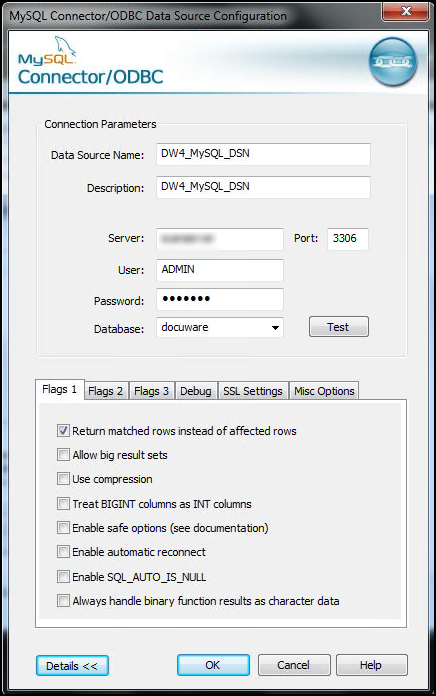 MySQL Connector/ODBC Data Source Configuration
MySQL
Connector/ODBC
Connection Parameters
Data Source Name: DW4_MySQL_DSN
Description: DW4_MySQL_DSN
Server: Port: 3306
User: ADMIN
Password: •••••••
Database: docuware Test
Flags 1 Flags 2 Flags 3 Debug SSL Settings Misc Options
Return matched rows instead of affected rows
Allow big result sets
Use compression
Treat BIGINT columns as INT columns
Enable safe options (see documentation)
Enable automatic reconnect
Enable SQL_AUTO_IS_NULL
Always handle binary function results as character data
Details << OK Cancel Help